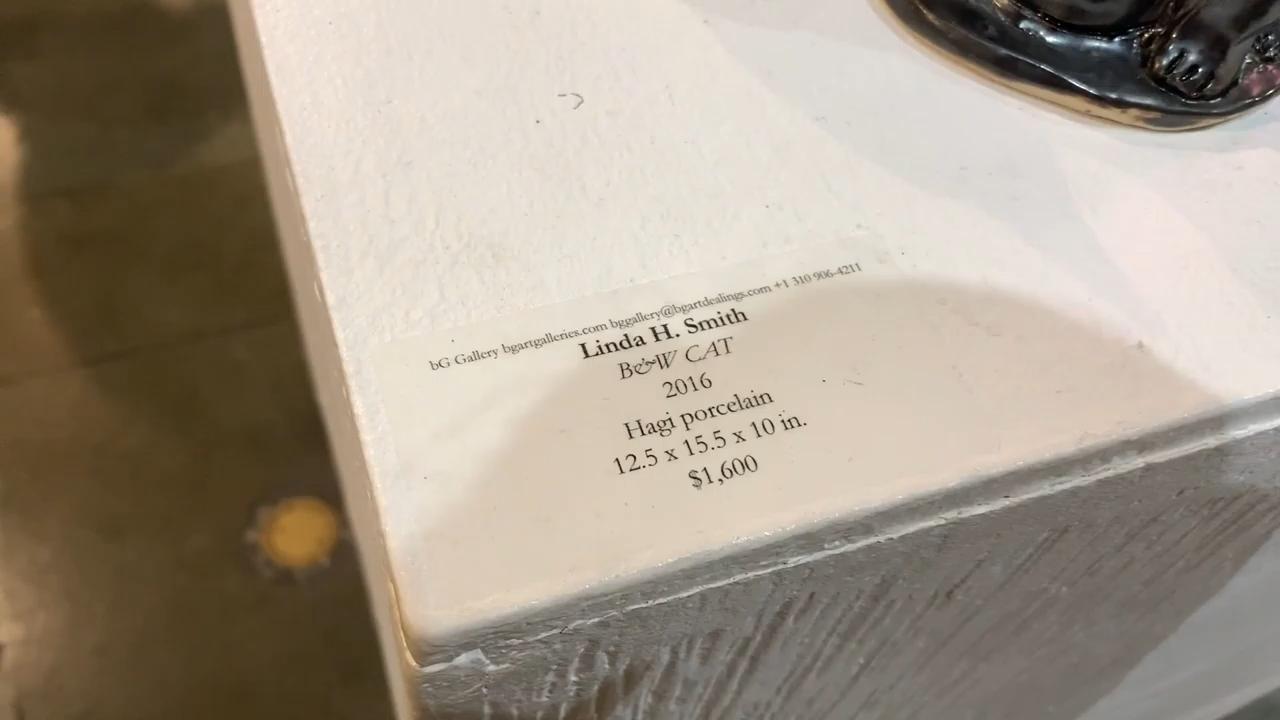 bG Gallery bgartgalleries.com bggallery@bgartdealings.com +1 310 906-4211
Linda H. Smith
B&W CAT
2016
Hagi porcelain
12.5 x 15.5 x 10 in.
$1,600